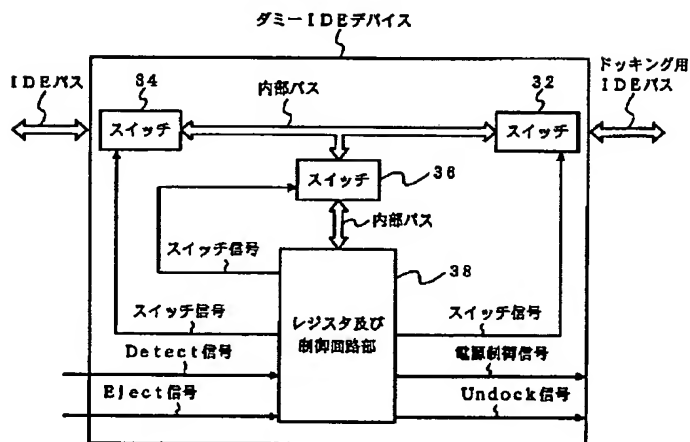 ダミーIDEデバイス
IDEバス
34
内部バス
32
ドッキング用
IDEバス
スイッチ
スイッチ
スイッチ
36
内部バス
スイッチ信号
38
スイッチ信号
レジスタ及び
制御回路部
スイッチ信号
Detect信号
電源制御信号
Eject信号
Undock信号